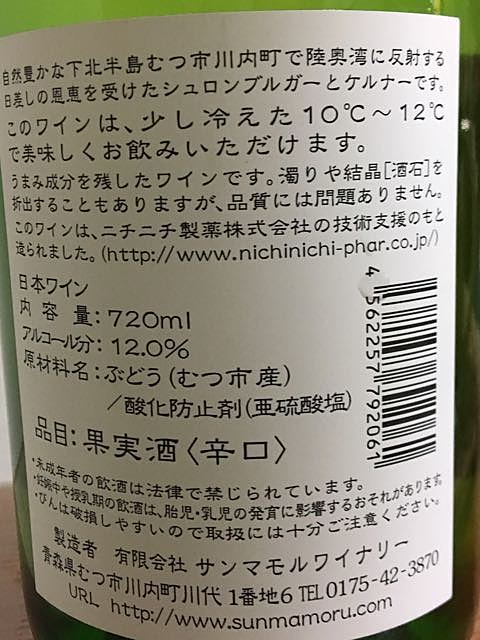 自然豊かな下北半島むつ市川内町で陸奥湾に反射する
日差しの恩恵を受けたシュロンブルガーとケルナーです。
このワインは、少し冷えた10℃～12℃
で美味しくお飲みいただけます。
うまみ成分を残したワインです。濁りや結晶[酒石]を
析出することもありますが、品質には問題ありません。
このワインは、ニチニチ製薬株式会社の技術支援のもと
造られました。(http://www.nichinichi-phar.co.jp/)
日本ワイン
内容量：720ml
アルコール分：12.0%
原材料名：ぶどう(むつ市産)
／酸化防止剤(亜硫酸塩)
品目：果実酒〈辛口〉
4562257792061
・未成年者の飲酒は法律で禁じられています。
・妊娠中や授乳期の飲酒は、胎児・乳児の発育に影響するおそれがあります。
・びんは破損しやすいので取扱には十分ご注意ください。
製造者 有限会社 サンマモルワイナリー
青森県むつ市川内町川代1番地6 TEL 0175-42-3870
URL http://www.sunmamoru.com